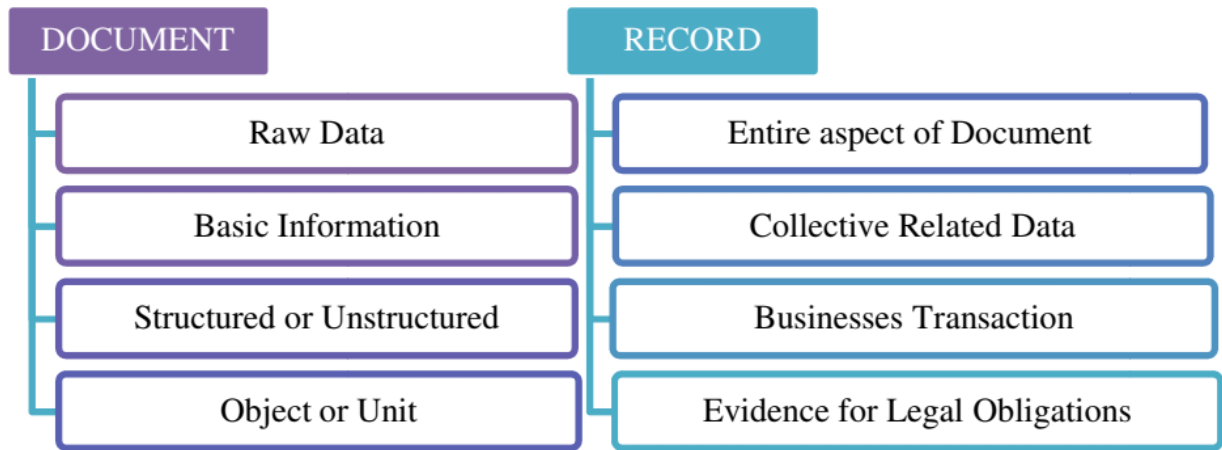 DOCUMENT
Raw Data
Basic Information
Structured or Unstructured
Object or Unit
RECORD
Entire aspect of Document
Collective Related Data
Businesses Transaction
Evidence for Legal Obligations